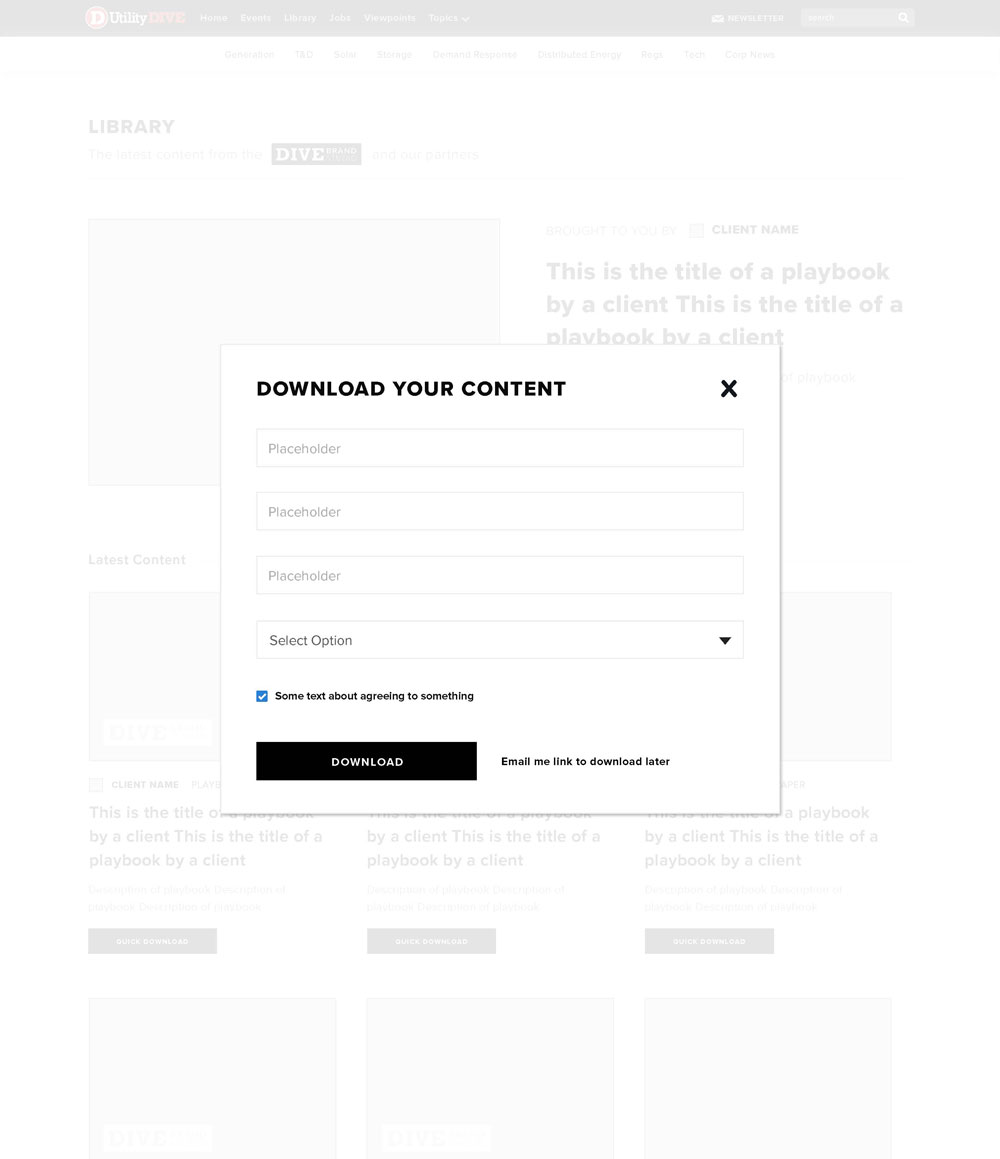 Utility DIVE Home Events Library Jobs Viewpoints Topics NEWSLETTER search
Generation T&D Solar Storage Demand Response Distributed Energy Regs Tech Corp News
LIBRARY
The latest content from the DIVE BRAND and our partners
BROUGHT TO YOU BY CLIENT NAME
This is the title of a playbook
by a client This is the title of a
playbook by a client
of playbook
DOWNLOAD YOUR CONTENT
Placeholder
Placeholder
Placeholder
Select Option
Some text about agreeing to something
DOWNLOAD Email me link to download later
Latest Content
DIVE
CLIENT NAME
This is the title of a playbook
by a client This is the title of a
playbook by a client
Description of playbook Description of
playbook Description of playbook
QUICK DOWNLOAD
This is the title of a playbook
by a client This is the title of a
playbook by a client
Description of playbook Description of
playbook Description of playbook
QUICK DOWNLOAD
This is the title of a playbook
by a client This is the title of a
playbook by a client
Description of playbook Description of
playbook Description of playbook
QUICK DOWNLOAD
DIVE
DIVE